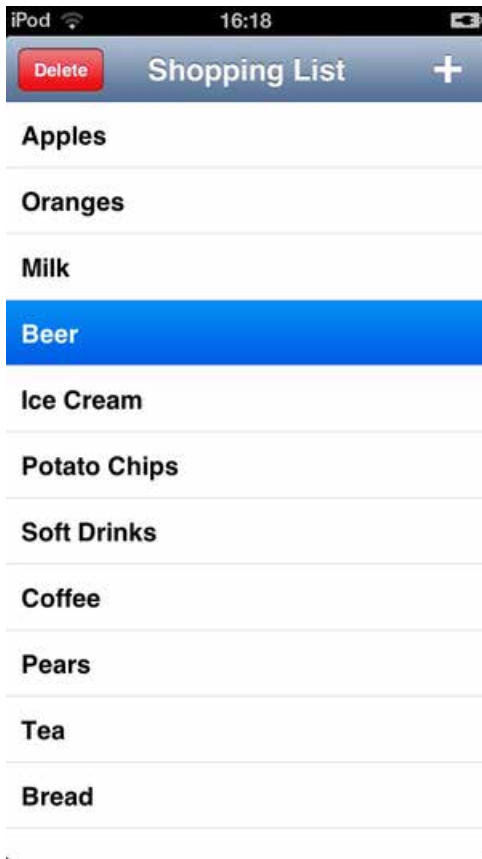 iPod 16:18
Delete Shopping List +
Apples
Oranges
Milk
Beer
Ice Cream
Potato Chips
Soft Drinks
Coffee
Pears
Tea
Bread